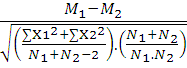 M₁−M₂
√((∑X1²+∑X2²)/(N₁+N₂−2)).((N₁+N₂)/(N₁.N₂))